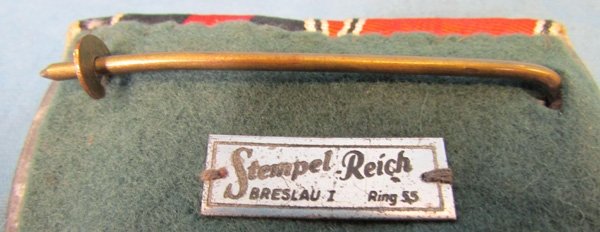 Stempel-Reich
BRESLAU I Ring 55